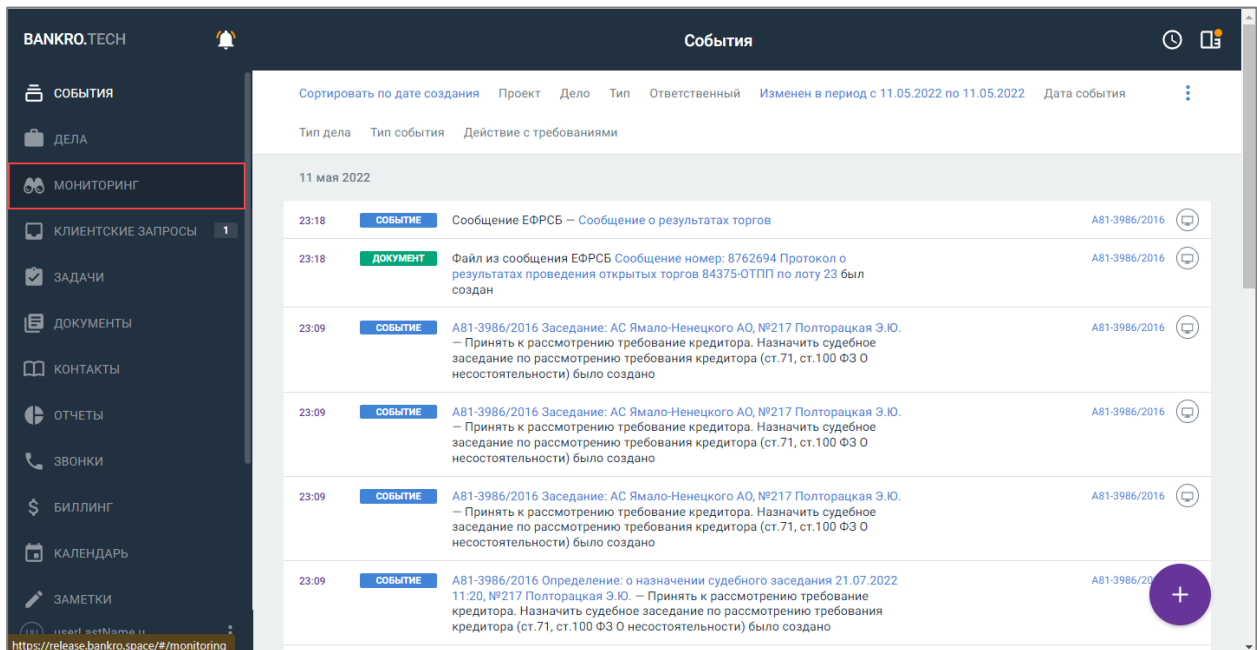 BANKRO.TECH
События
СОБЫТИЯ
ДЕЛА
МОНИТОРИНГ
КЛИЕНТСКИЕ ЗАПРОСЫ 1
ЗАДАЧИ
ДОКУМЕНТЫ
КОНТАКТЫ
ОТЧЕТЫ
ЗВОНКИ
БИЛЛИНГ
КАЛЕНДАРЬ
ЗАМЕТКИ
UU userLastName u
https://release.bankro.space/#/monitoring
Сортировать по дате создания Проект Дело Тип Ответственный Изменен в период с 11.05.2022 по 11.05.2022 Дата события
Тип дела Тип события Действие с требованиями
11 мая 2022
23:18 СОБЫТИЕ Сообщение ЕФРСБ — Сообщение о результатах торгов А81-3986/2016
23:18 ДОКУМЕНТ Файл из сообщения ЕФРСБ Сообщение номер: 8762694 Протокол о А81-3986/2016
результатах проведения открытых торгов 84375-ОТПП по лоту 23 был
создан
23:09 СОБЫТИЕ А81-3986/2016 Заседание: АС Ямало-Ненецкого АО, №217 Полторацкая Э.Ю. А81-3986/2016
— Принять к рассмотрению требование кредитора. Назначить судебное
заседание по рассмотрению требования кредитора (ст.71, ст.100 ФЗ О
несостоятельности) было создано
23:09 СОБЫТИЕ А81-3986/2016 Заседание: АС Ямало-Ненецкого АО, №217 Полторацкая Э.Ю. А81-3986/2016
— Принять к рассмотрению требование кредитора. Назначить судебное
заседание по рассмотрению требования кредитора (ст.71, ст.100 ФЗ О
несостоятельности) было создано
23:09 СОБЫТИЕ А81-3986/2016 Заседание: АС Ямало-Ненецкого АО, №217 Полторацкая Э.Ю. А81-3986/2016
— Принять к рассмотрению требование кредитора. Назначить судебное
заседание по рассмотрению требования кредитора (ст.71, ст.100 ФЗ О
несостоятельности) было создано
23:09 СОБЫТИЕ А81-3986/2016 Определение: о назначении судебного заседания 21.07.2022 А81-3986/20
11:20, №217 Полторацкая Э.Ю. — Принять к рассмотрению требование
кредитора. Назначить судебное заседание по рассмотрению требования
кредитора (ст.71, ст.100 ФЗ О несостоятельности) было создано